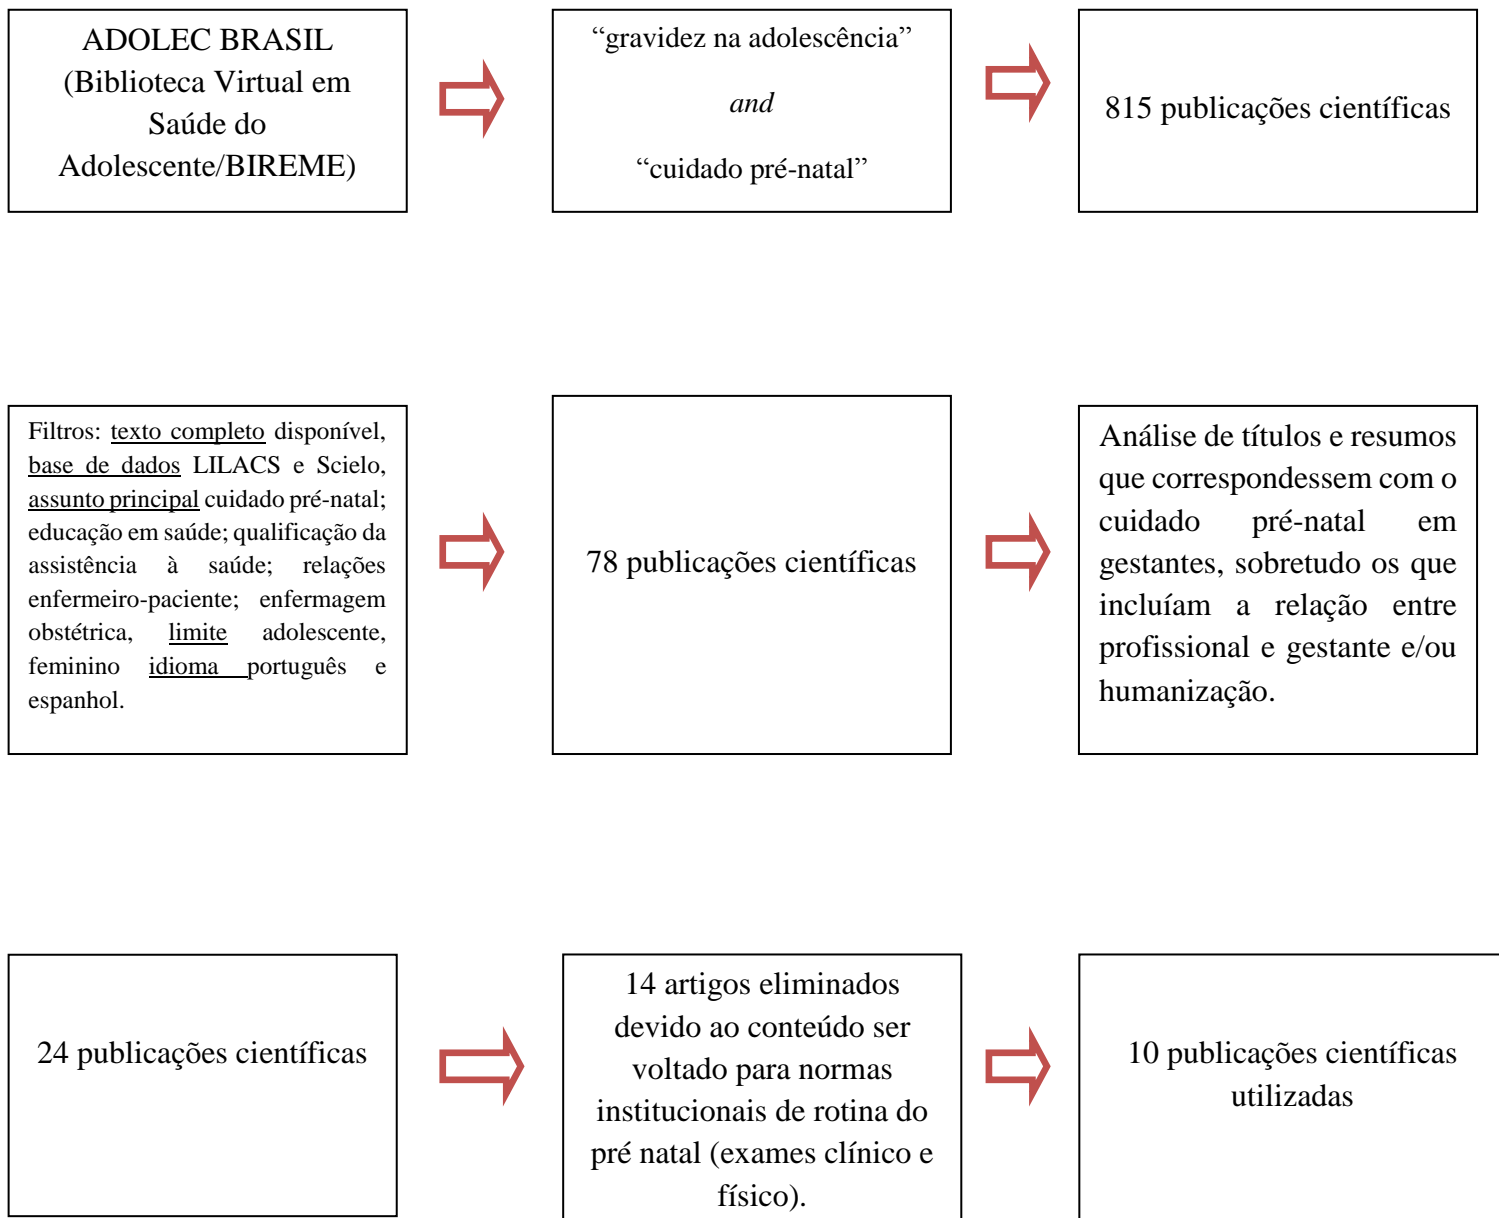 ADOLEC BRASIL
(Biblioteca Virtual em
Saúde do
Adolescente/BIREME)
“gravidez na adolescência”
and
“cuidado pré-natal”
815 publicações científicas
Filtros: texto completo disponível,
base de dados LILACS e Scielo,
assunto principal cuidado pré-natal;
educação em saúde; qualificação da
assistência à saúde; relações
enfermeiro-paciente; enfermagem
obstétrica, limite adolescente,
feminino idioma português e
espanhol.
78 publicações científicas
Análise de títulos e resumos
que correspondessem com o
cuidado pré-natal em
gestantes, sobretudo os que
incluíam a relação entre
profissional e gestante e/ou
humanização.
24 publicações científicas
14 artigos eliminados
devido ao conteúdo ser
voltado para normas
institucionais de rotina do
pré natal (exames clínico e
físico).
10 publicações científicas
utilizadas